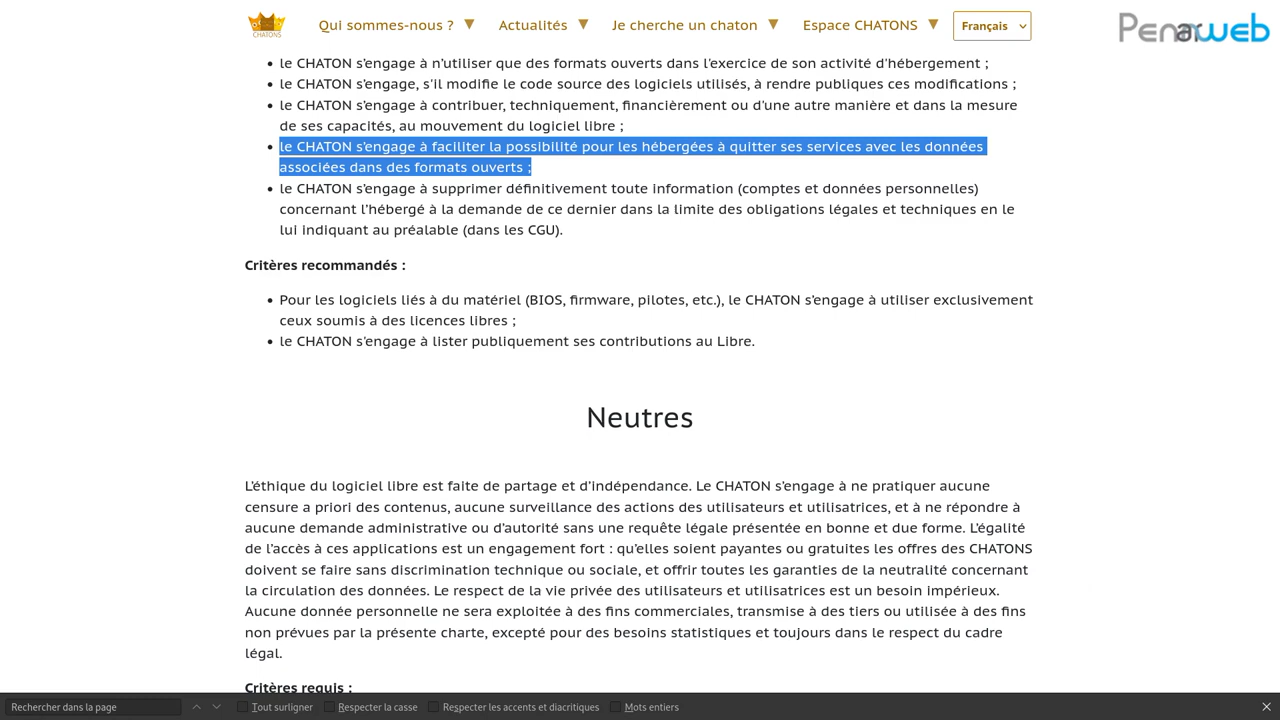 CHATONS
Qui sommes-nous ? ▼ Actualités ▼ Je cherche un chaton ▼ Espace CHATONS ▼ Français
Penarweb
• le CHATON s’engage à n’utiliser que des formats ouverts dans l'exercice de son activité d'hébergement ;
• le CHATON s’engage, s'il modifie le code source des logiciels utilisés, à rendre publiques ces modifications ;
• le CHATON s’engage à contribuer, techniquement, financièrement ou d'une autre manière et dans la mesure
de ses capacités, au mouvement du logiciel libre ;
• le CHATON s’engage à faciliter la possibilité pour les hébergées à quitter ses services avec les données
associées dans des formats ouverts ;
• le CHATON s’engage à supprimer définitivement toute information (comptes et données personnelles)
concernant l’hébergé à la demande de ce dernier dans la limite des obligations légales et techniques en le
lui indiquant au préalable (dans les CGU).
Critères recommandés :
• Pour les logiciels liés à du matériel (BIOS, firmware, pilotes, etc.), le CHATON s’engage à utiliser exclusivement
ceux soumis à des licences libres ;
• le CHATON s’engage à lister publiquement ses contributions au Libre.
Neutres
L’éthique du logiciel libre est faite de partage et d’indépendance. Le CHATON s’engage à ne pratiquer aucune
censure a priori des contenus, aucune surveillance des actions des utilisateurs et utilisatrices, et à ne répondre à
aucune demande administrative ou d’autorité sans une requête légale présentée en bonne et due forme. L’égalité
de l’accès à ces applications est un engagement fort : qu’elles soient payantes ou gratuites les offres des CHATONS
doivent se faire sans discrimination technique ou sociale, et offrir toutes les garanties de la neutralité concernant
la circulation des données. Le respect de la vie privée des utilisateurs et utilisatrices est un besoin impérieux.
Aucune donnée personnelle ne sera exploitée à des fins commerciales, transmise à des tiers ou utilisée à des fins
non prévues par la présente charte, excepté pour des besoins statistiques et toujours dans le respect du cadre
légal.
Critères requis :
Rechercher dans la page Tout surligner Respecter la casse Respecter les accents et diacritiques Mots entiers